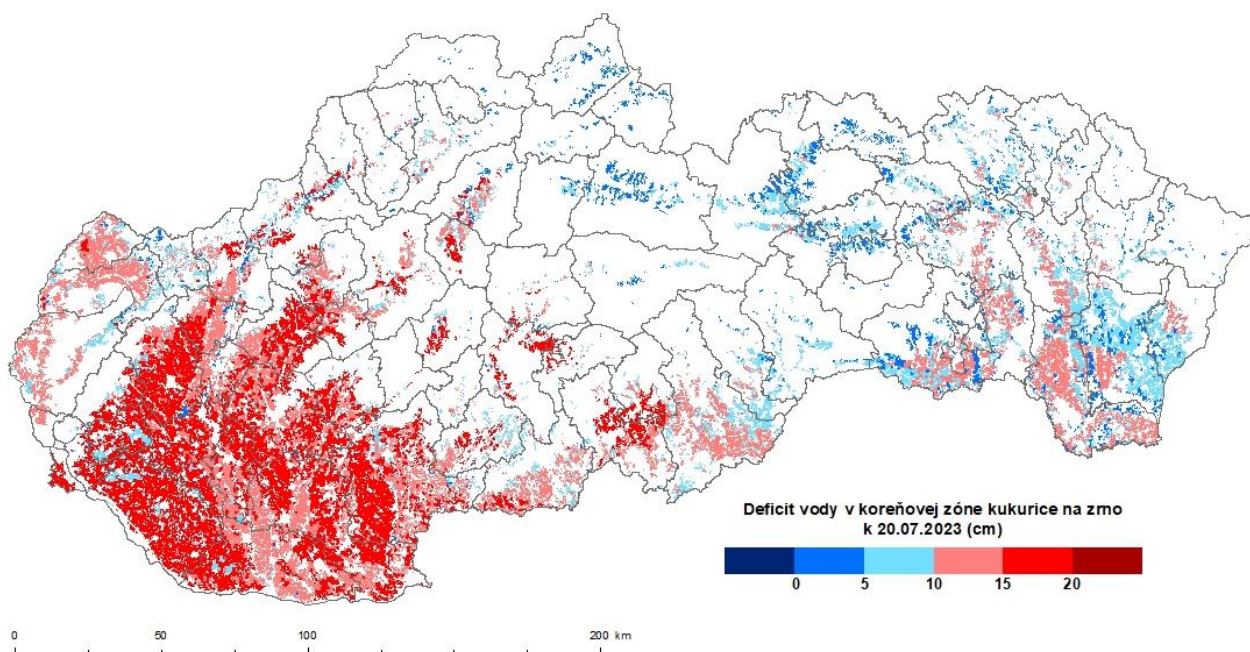 Deficit vody v koreňovej zóne kukurice na zrno
k 20.07.2023 (cm)
0 5 10 15 20
0 50 100 200 km